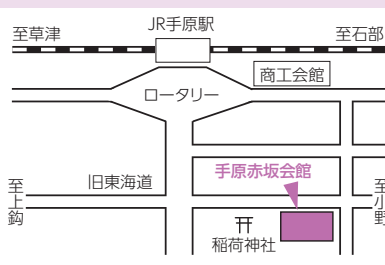 JR手原駅
至草津
至石部
商工会館
ロータリー
手原赤坂会館
旧東海道
至上鈎
至小野
稲荷神社